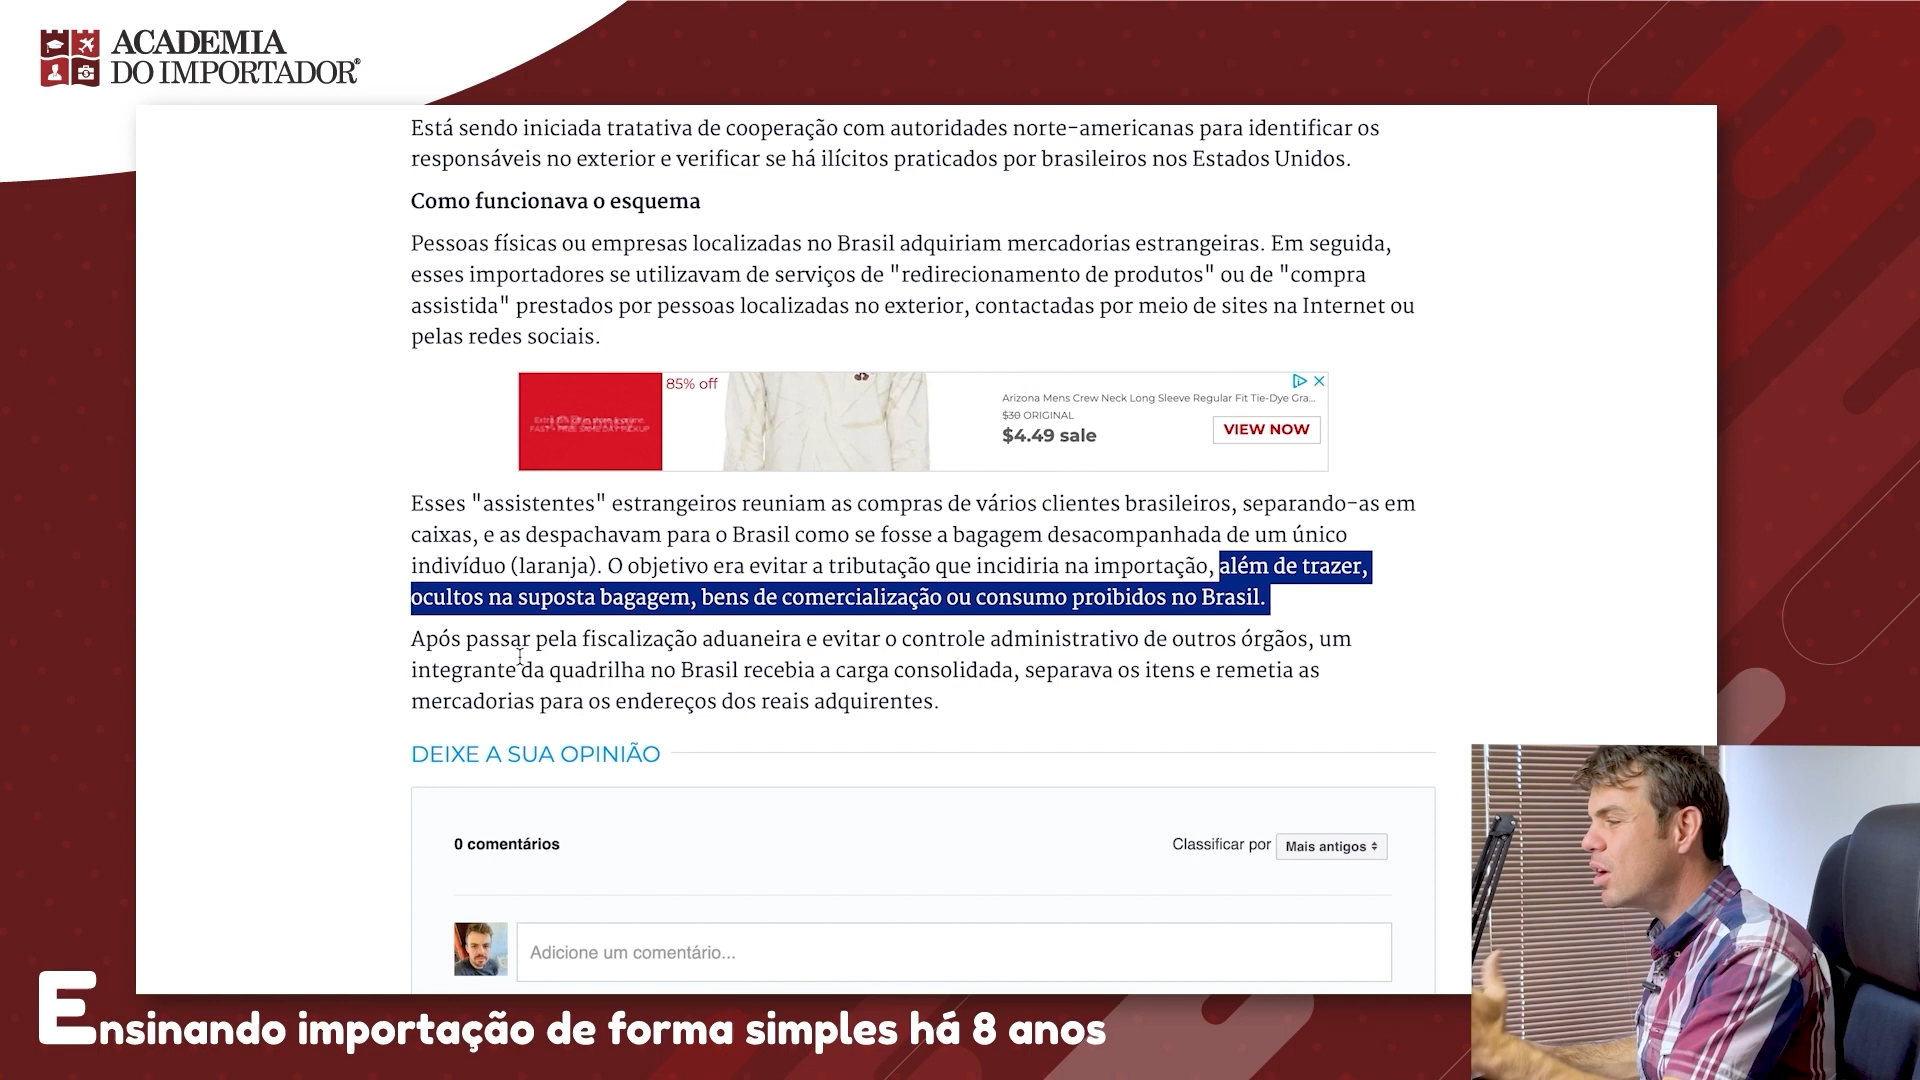 ACADEMIA
DO IMPORTADOR®
Está sendo iniciada tratativa de cooperação com autoridades norte-americanas para identificar os
responsáveis no exterior e verificar se há ilícitos praticados por brasileiros nos Estados Unidos.
Como funcionava o esquema
Pessoas físicas ou empresas localizadas no Brasil adquiriam mercadorias estrangeiras. Em seguida,
esses importadores se utilizavam de serviços de "redirecionamento de produtos" ou de "compra
assistida" prestados por pessoas localizadas no exterior, contactadas por meio de sites na Internet ou
pelas redes sociais.
85% off
Arizona Mens Crew Neck Long Sleeve Regular Fit Tie-Dye Gra...
$30 ORIGINAL
$4.49 sale
VIEW NOW
Esses "assistentes" estrangeiros reuniam as compras de vários clientes brasileiros, separando-as em
caixas, e as despachavam para o Brasil como se fosse a bagagem desacompanhada de um único
indivíduo (laranja). O objetivo era evitar a tributação que incidiria na importação, além de trazer,
ocultos na suposta bagagem, bens de comercialização ou consumo proibidos no Brasil.
Após passar pela fiscalização aduaneira e evitar o controle administrativo de outros órgãos, um
integrante da quadrilha no Brasil recebia a carga consolidada, separava os itens e remetia as
mercadorias para os endereços dos reais adquirentes.
DEIXE A SUA OPINIÃO
0 comentários
Classificar por Mais antigos
Adicione um comentário...
Ensinando importação de forma simples há 8 anos